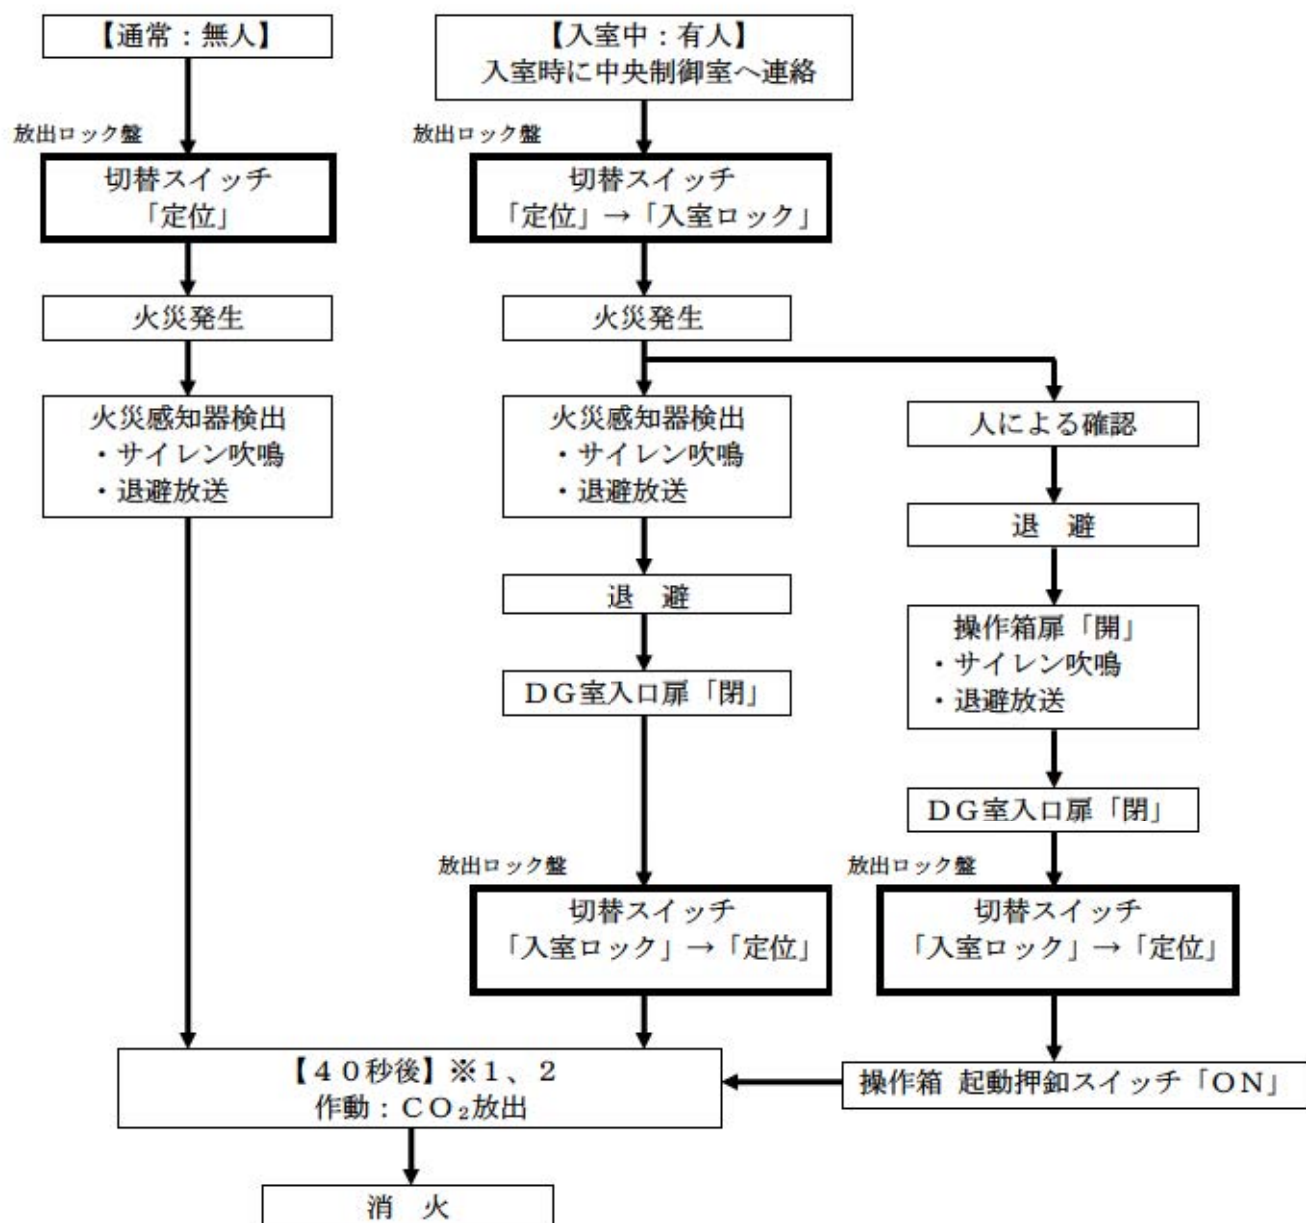 【通常：無人】
放出ロック盤
切替スイッチ
「定位」
火災発生
火災感知器検出
・サイレン吹鳴
・退避放送
【入室中：有人】
入室時に中央制御室へ連絡
放出ロック盤
切替スイッチ
「定位」→「入室ロック」
火災発生
火災感知器検出
・サイレン吹鳴
・退避放送
退　避
ＤＧ室入口扉「閉」
放出ロック盤
切替スイッチ
「入室ロック」→「定位」
人による確認
退　避
操作箱扉「開」
・サイレン吹鳴
・退避放送
ＤＧ室入口扉「閉」
放出ロック盤
切替スイッチ
「入室ロック」→「定位」
操作箱 起動押釦スイッチ「ＯＮ」
【４０秒後】※１、２
作動：ＣＯ₂放出
消　火